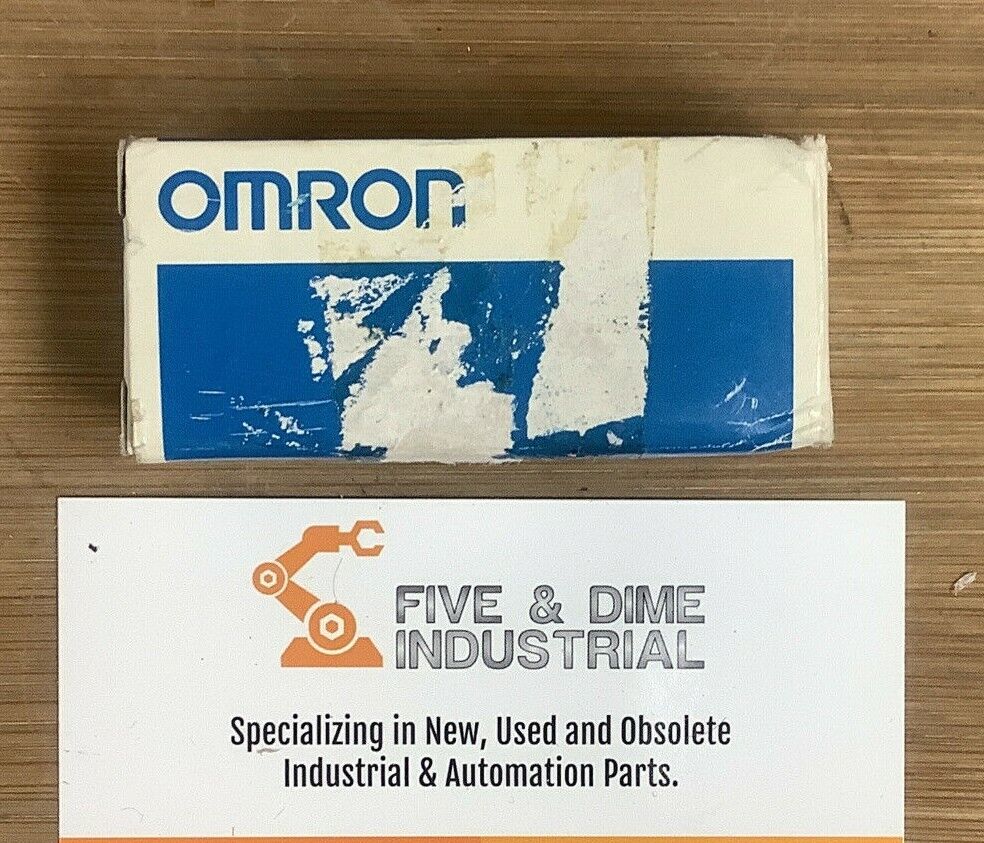 OMRON
FIVE & DIME
INDUSTRIAL
Specializing in New, Used and Obsolete
Industrial & Automation Parts.